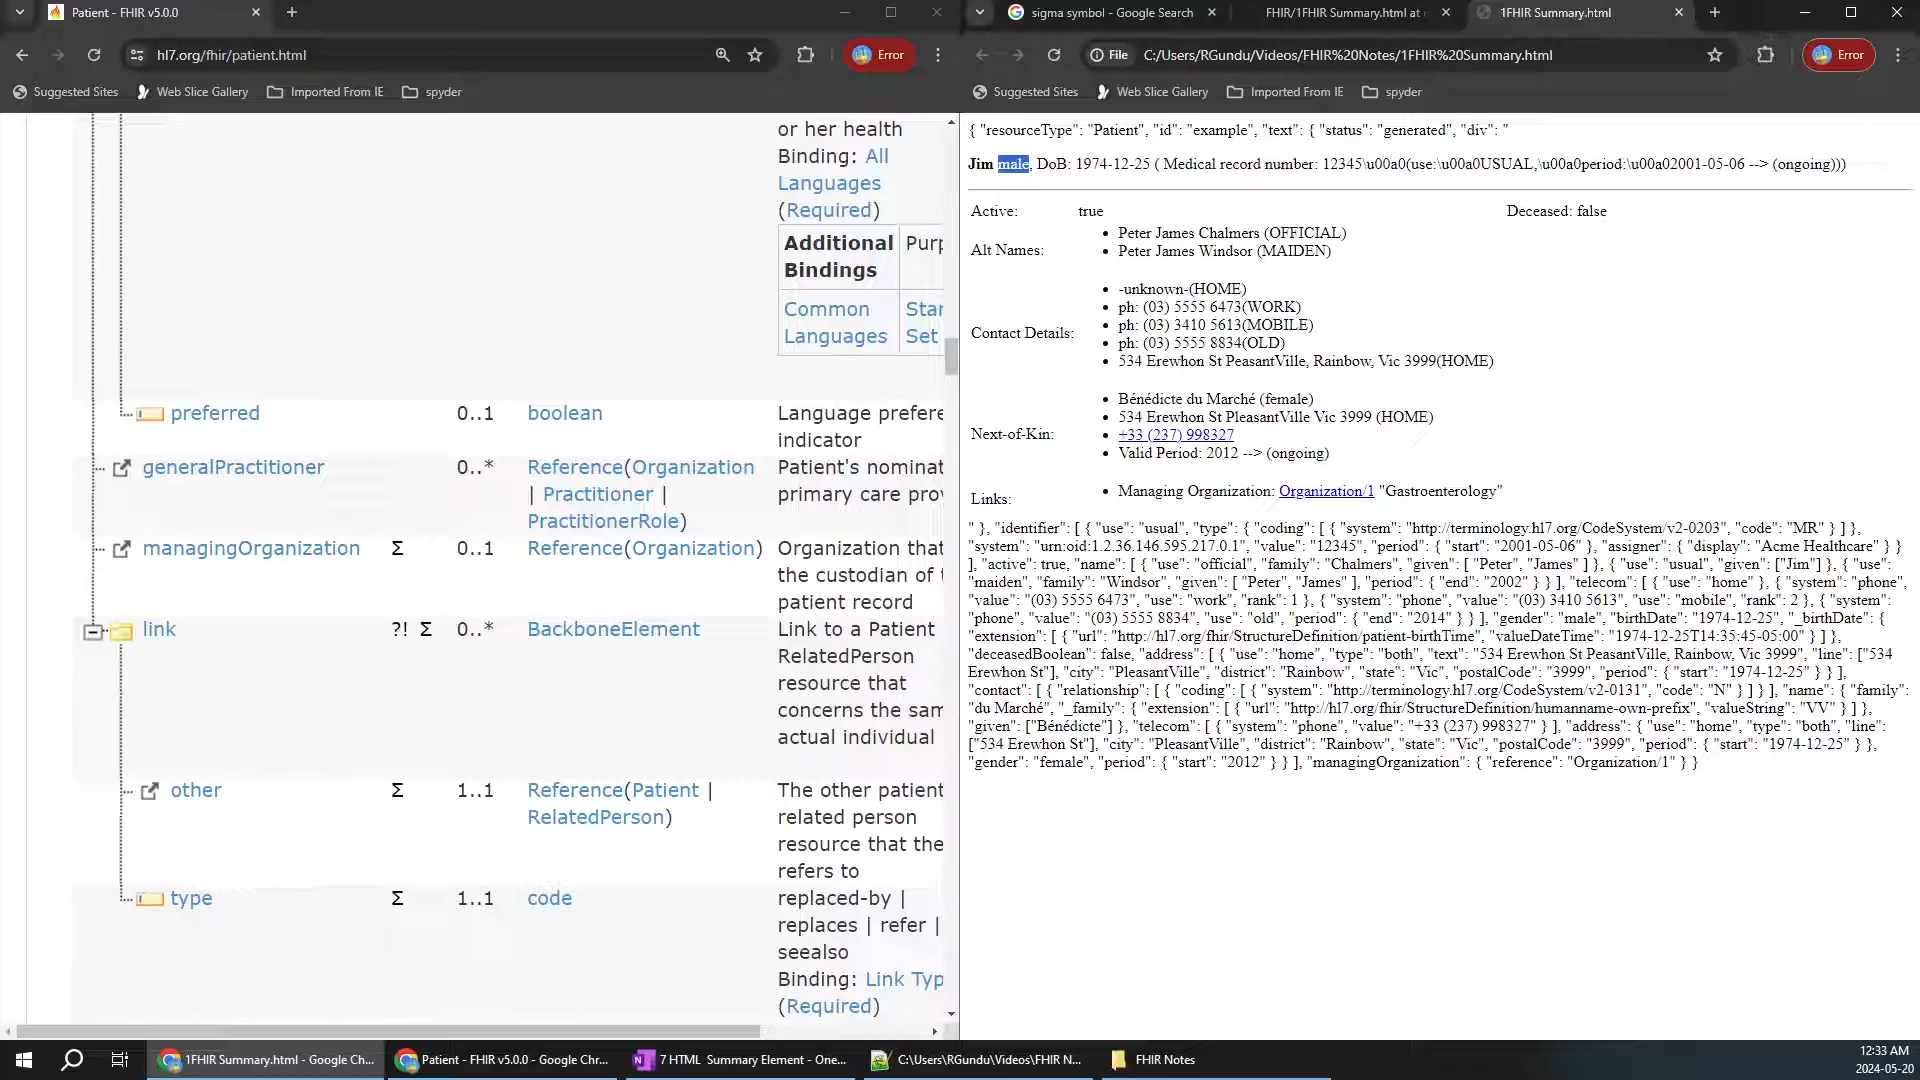 Patient - FHIR v5.0.0
hl7.org/fhir/patient.html
Error
Suggested Sites
Web Slice Gallery
Imported From IE
spyder
or her health
Binding: All
Languages
(Required)
Additional
Bindings
Purp
Common
Languages
Star
Set
preferred 0..1 boolean Language prefere
indicator
generalPractitioner 0..* Reference(Organization Patient's nominat
| Practitioner | primary care prov
PractitionerRole)
managingOrganization Σ 0..1 Reference(Organization) Organization that
the custodian of t
patient record
link ?! Σ 0..* BackboneElement Link to a Patient
RelatedPerson
resource that
concerns the sam
actual individual
other Σ 1..1 Reference(Patient | The other patient
RelatedPerson) related person
resource that the
refers to
type Σ 1..1 code replaced-by |
replaces | refer |
seealso
Binding: Link Typ
(Required)
sigma symbol - Google Search
FHIR/1FHIR Summary.html at
1FHIR Summary.html
File C:/Users/RGundu/Videos/FHIR%20Notes/1FHIR%20Summary.html
Error
Suggested Sites
Web Slice Gallery
Imported From IE
spyder
{ "resourceType": "Patient", "id": "example", "text": { "status": "generated", "div": "
Jim male, DoB: 1974-12-25 ( Medical record number: 12345\u00a0(use:\u00a0USUAL,\u00a0period:\u00a02001-05-06 --> (ongoing)))
Active: true Deceased: false
Alt Names:
Peter James Chalmers (OFFICIAL)
Peter James Windsor (MAIDEN)
Contact Details:
-unknown-(HOME)
ph: (03) 5555 6473(WORK)
ph: (03) 3410 5613(MOBILE)
ph: (03) 5555 8834(OLD)
534 Erewhon St PeasantVille, Rainbow, Vic 3999(HOME)
Next-of-Kin:
Bénédicte du Marché (female)
534 Erewhon St PleasantVille Vic 3999 (HOME)
+33 (237) 998327
Valid Period: 2012 --> (ongoing)
Links:
Managing Organization: Organization/1 "Gastroenterology"
" }, "identifier": [ { "use": "usual", "type": { "coding": [ { "system": "http://terminology.hl7.org/CodeSystem/v2-0203", "code": "MR" } ] },
"system": "urn:oid:1.2.36.146.595.217.0.1", "value": "12345", "period": { "start": "2001-05-06" }, "assigner": { "display": "Acme Healthcare" } }
], "active": true, "name": [ { "use": "official", "family": "Chalmers", "given": [ "Peter", "James" ] }, { "use": "usual", "given": ["Jim"] }, { "use":
"maiden", "family": "Windsor", "given": [ "Peter", "James" ], "period": { "end": "2002" } } ], "telecom": [ { "use": "home" }, { "system": "phone",
"value": "(03) 5555 6473", "use": "work", "rank": 1 }, { "system": "phone", "value": "(03) 3410 5613", "use": "mobile", "rank": 2 }, { "system":
"phone", "value": "(03) 5555 8834", "use": "old", "period": { "end": "2014" } } ], "gender": "male", "birthDate": "1974-12-25", "_birthDate": {
"extension": [ { "url": "http://hl7.org/fhir/StructureDefinition/patient-birthTime", "valueDateTime": "1974-12-25T14:35:45-05:00" } ] },
"deceasedBoolean": false, "address": [ { "use": "home", "type": "both", "text": "534 Erewhon St PeasantVille, Rainbow, Vic 3999", "line": ["534
Erewhon St"], "city": "PleasantVille", "district": "Rainbow", "state": "Vic", "postalCode": "3999", "period": { "start": "1974-12-25" } } ],
"contact": [ { "relationship": [ { "coding": [ { "system": "http://terminology.hl7.org/CodeSystem/v2-0131", "code": "N" } ] } ], "name": { "family":
"du Marché", "_family": { "extension": [ { "url": "http://hl7.org/fhir/StructureDefinition/humanname-own-prefix", "valueString": "VV" } ] },
"given": ["Bénédicte"] }, "telecom": [ { "system": "phone", "value": "+33 (237) 998327" } ], "address": { "use": "home", "type": "both", "line":
["534 Erewhon St"], "city": "PleasantVille", "district": "Rainbow", "state": "Vic", "postalCode": "3999", "period": { "start": "1974-12-25" } },
"gender": "female", "period": { "start": "2012" } } ], "managingOrganization": { "reference": "Organization/1" } }
1FHIR Summary.html - Google Ch...
Patient - FHIR v5.0.0 - Google Chr...
7 HTML Summary Element - One...
C:\Users\RGundu\Videos\FHIR N...
FHIR Notes
12:33 AM
2024-05-20